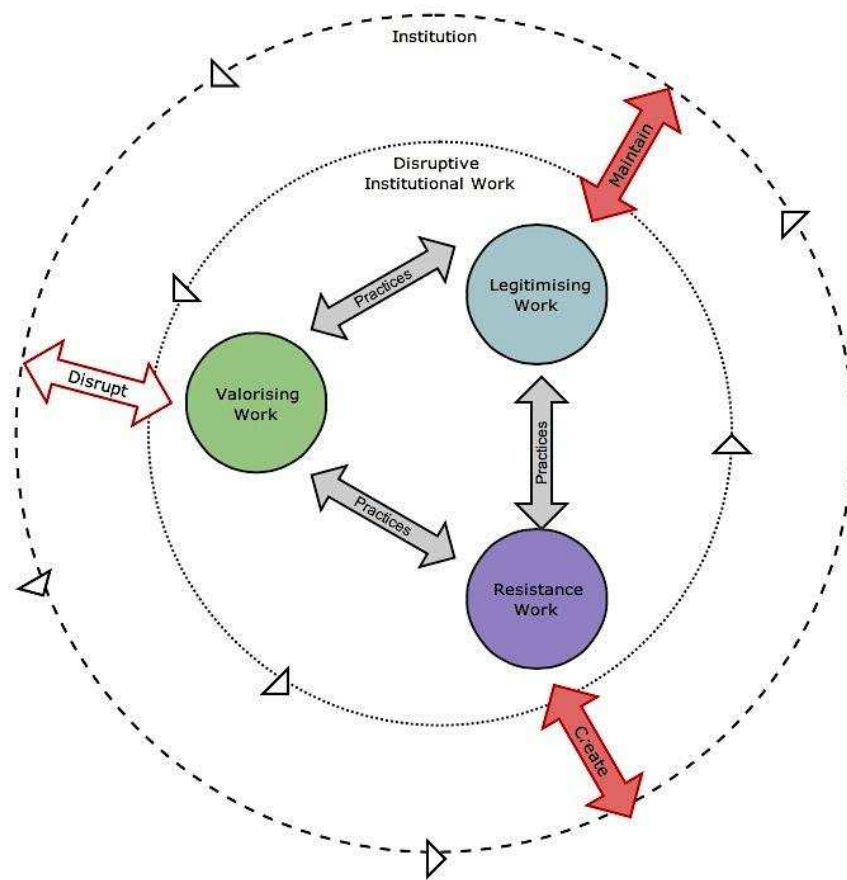 Institution
Disruptive
Institutional Work
Maintain
Legitimising
Work
Practices
Disrupt
Valorising
Work
Practices
Practices
Resistance
Work
Create